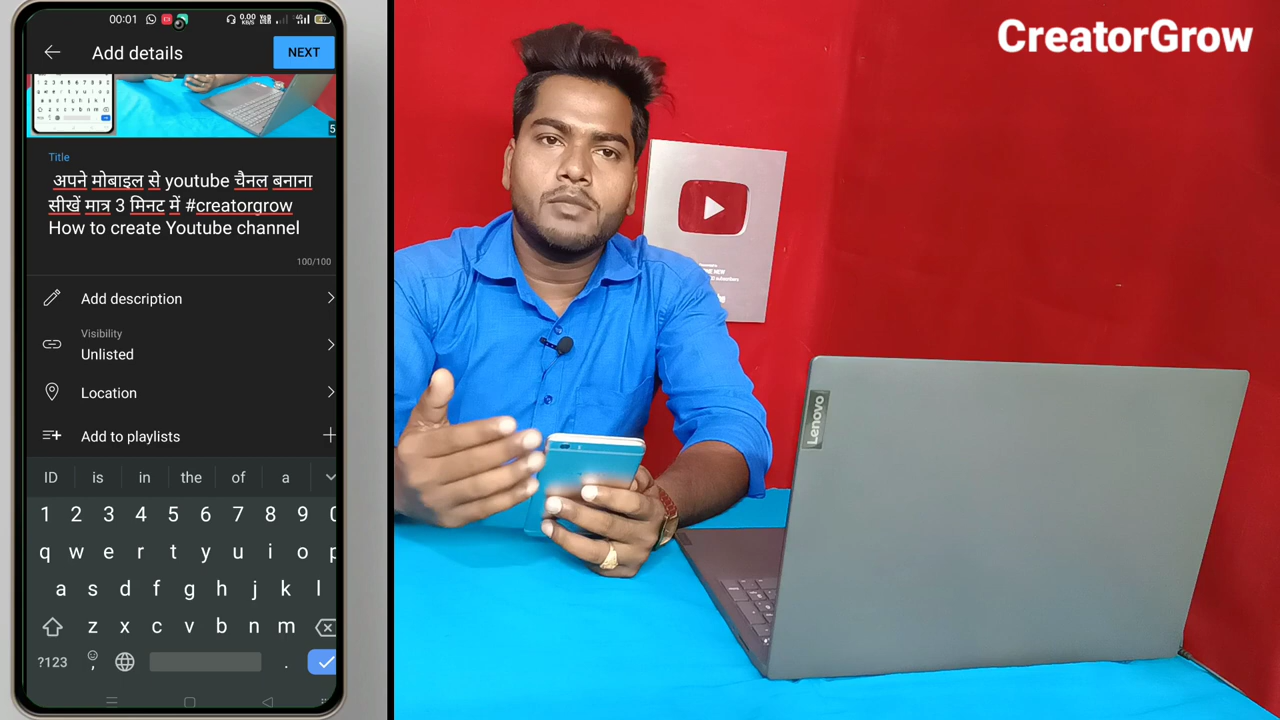 00:01
Add details
NEXT
Title
अपने मोबाइल से youtube चैनल बनाना
सीखें मात्र 3 मिनट में #creatorgrow
How to create Youtube channel
100/100
Add description
Visibility
Unlisted
Location
Add to playlists
ID is in the of a
1 2 3 4 5 6 7 8 9 0
q w e r t y u i o p
a s d f g h j k l
z x c v b n m
?123 , .
CreatorGrow
Lenovo